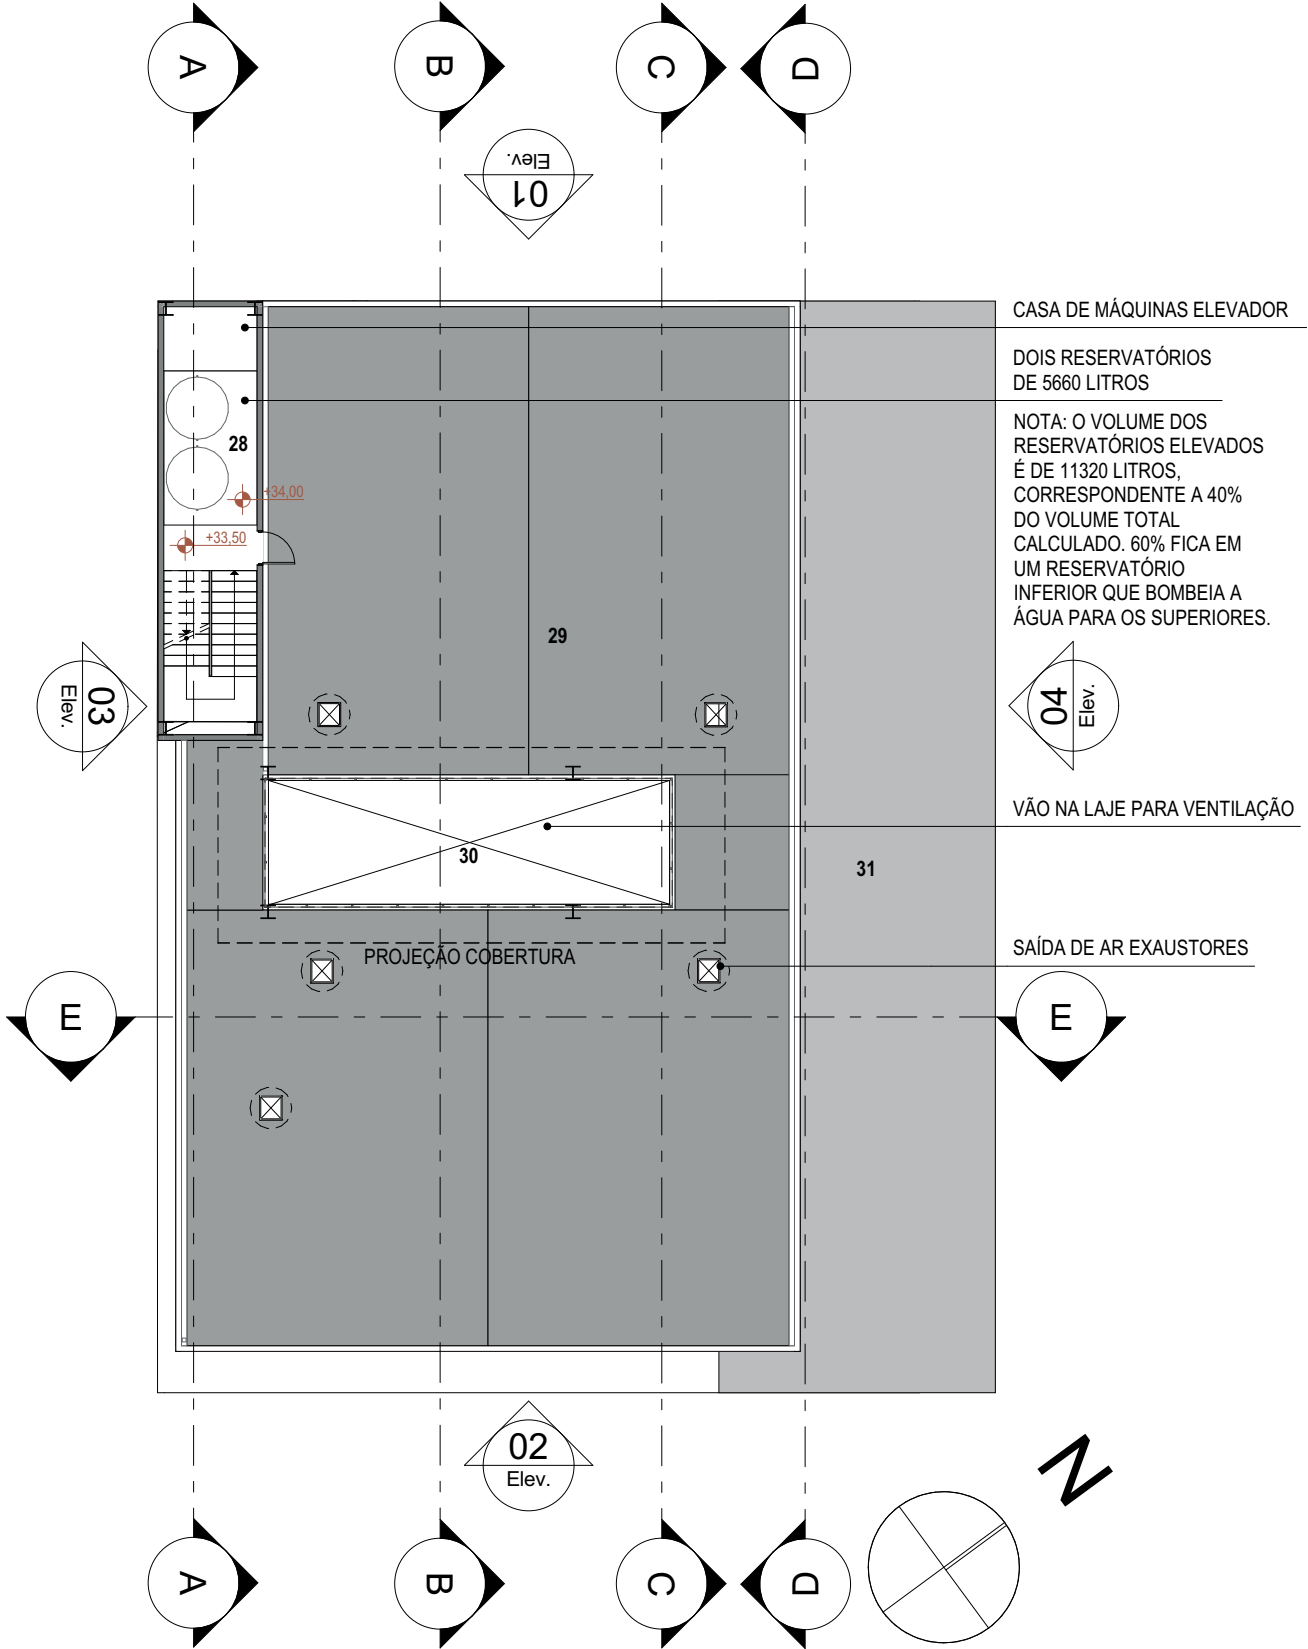 A
B
C
D
Elev.
01
CASA DE MÁQUINAS ELEVADOR
DOIS RESERVATÓRIOS
DE 5660 LITROS
NOTA: O VOLUME DOS
RESERVATÓRIOS ELEVADOS
É DE 11320 LITROS,
CORRESPONDENTE A 40%
DO VOLUME TOTAL
CALCULADO. 60% FICA EM
UM RESERVATÓRIO
INFERIOR QUE BOMBEIA A
ÁGUA PARA OS SUPERIORES.
28
+34,00
+33,50
29
03
Elev.
04
Elev.
VÃO NA LAJE PARA VENTILAÇÃO
30
31
PROJEÇÃO COBERTURA
SAÍDA DE AR EXAUSTORES
E
E
02
Elev.
N
A
B
C
D